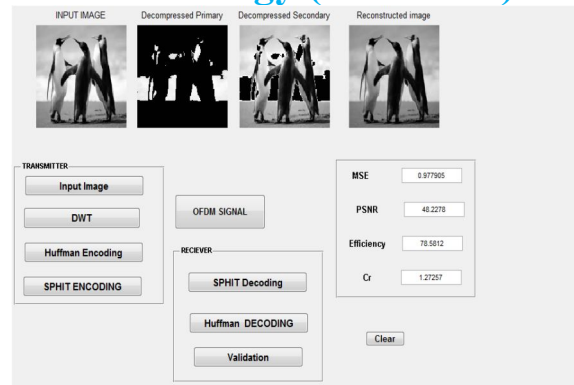 INPUT IMAGE Decompressed Primary Decompressed Secondary Reconstructed image
TRANSMITTER
Input Image
DWT
Huffman Encoding
SPHIT ENCODING
OFDM SIGNAL
RECIEVER
SPHIT Decoding
Huffman DECODING
Validation
MSE 0.977905
PSNR 48.2278
Efficiency 78.5812
Cr 1.27257
Clear